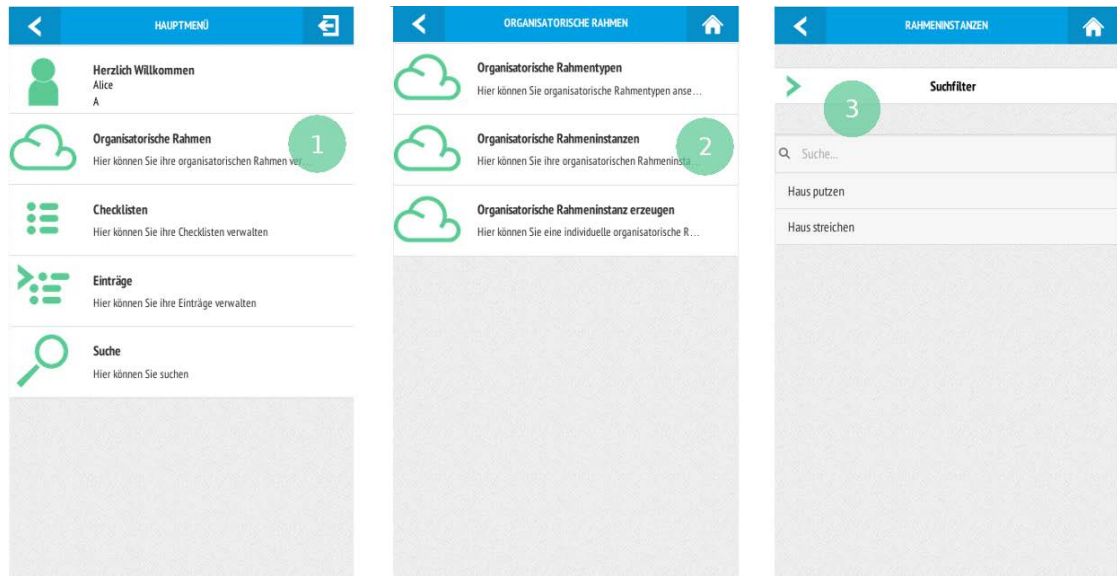 HAUPTMENÜ
Herzlich Willkommen
Alice
A
Organisatorische Rahmen
Hier können Sie ihre organisatorischen Rahmen ver...
1
Checklisten
Hier können Sie ihre Checklisten verwalten
Einträge
Hier können Sie ihre Einträge verwalten
Suche
Hier können Sie suchen
ORGANISATORISCHE RAHMEN
Organisatorische Rahmentypen
Hier können Sie organisatorische Rahmentypen anse...
Organisatorische Rahmeninstanzen
Hier können Sie ihre organisatorischen Rahmeninsta...
2
Organisatorische Rahmeninstanz erzeugen
Hier können Sie eine individuelle organisatorische R...
RAHMENINSTANZEN
Suchfilter
3
Suche...
Haus putzen
Haus streichen